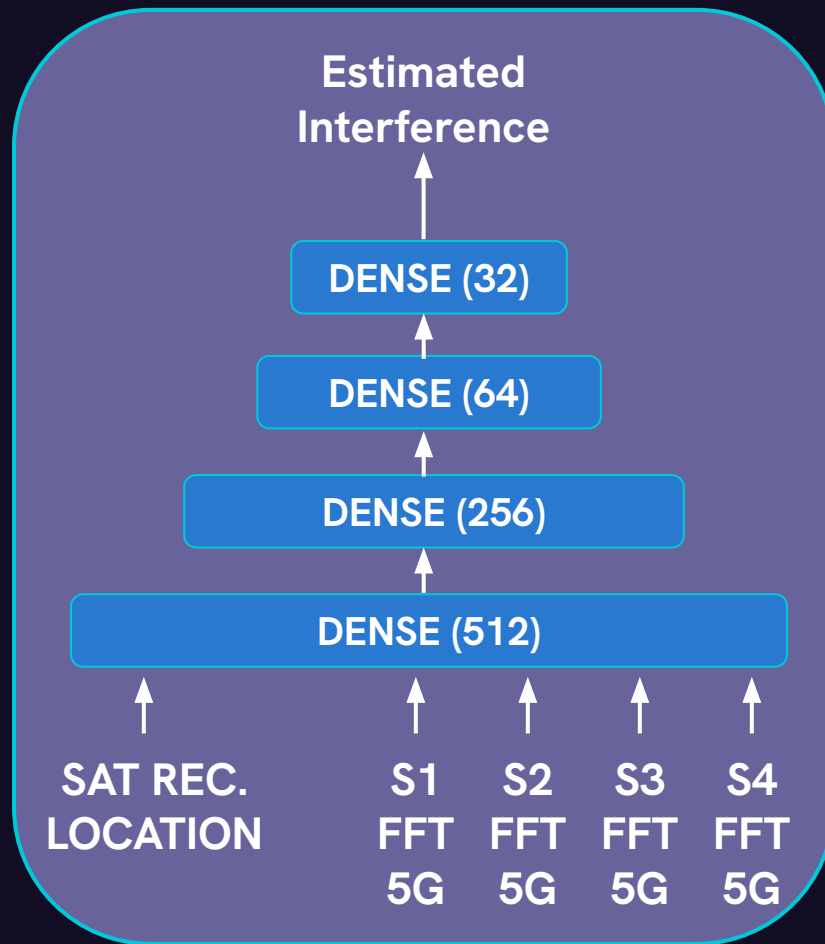 Estimated
Interference
DENSE (32)
DENSE (64)
DENSE (256)
DENSE (512)
SAT REC.
LOCATION
S1
FFT
5G
S2
FFT
5G
S3
FFT
5G
S4
FFT
5G